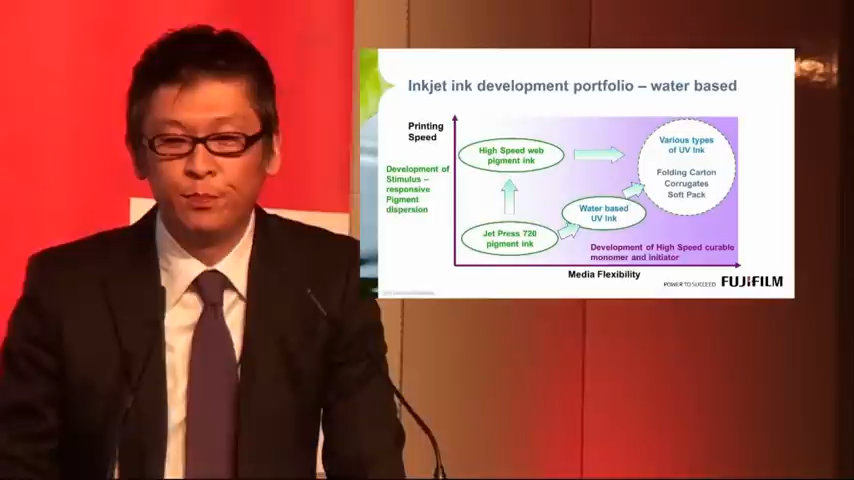 Inkjet ink development portfolio – water based
Printing
Speed
High Speed web
pigment ink
Various types
of UV Ink
Folding Carton
Corrugates
Soft Pack
Development of
Stimulus –
responsive
Pigment
dispersion
Water based
UV Ink
Jet Press 720
pigment ink
Development of High Speed curable
monomer and initiator
Media Flexibility
POWER TO SUCCEED FUJIFILM